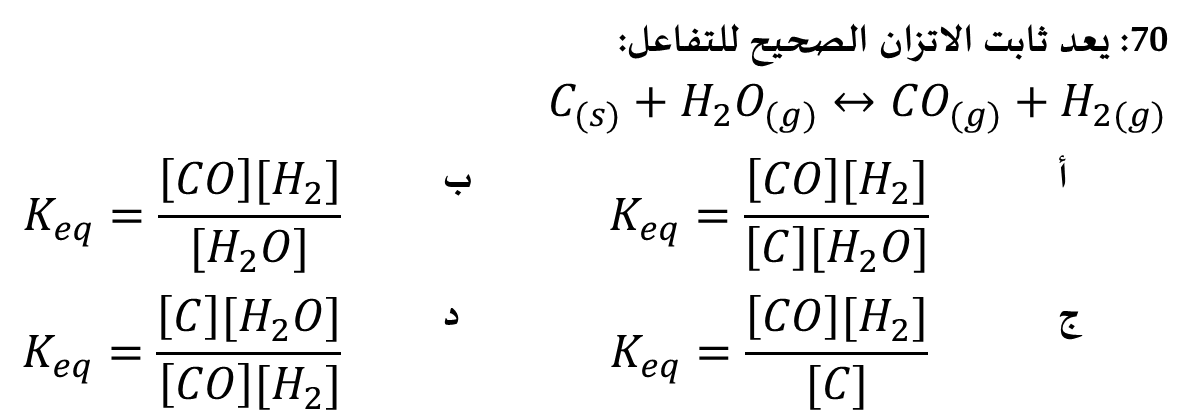 70: يعد ثابت الاتزان الصحيح للتفاعل:
C(s) + H₂O(g) ↔ CO(g) + H₂(g)
أ Keq = [CO][H₂] / [C][H₂O]
ب Keq = [CO][H₂] / [H₂O]
ج Keq = [CO][H₂] / [C]
د Keq = [C][H₂O] / [CO][H₂]